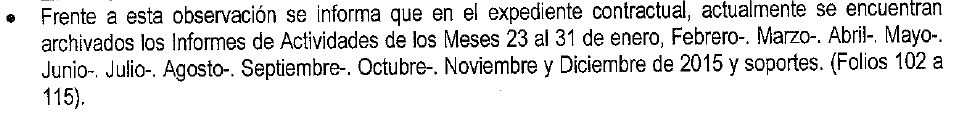 • Frente a esta observación se informa que en el expediente contractual, actualmente se encuentran
archivados los Informes de Actividades de los Meses 23 al 31 de enero, Febrero-. Marzo-. Abril-. Mayo-.
Junio-. Julio-. Agosto-. Septiembre-. Octubre-. Noviembre y Diciembre de 2015 y soportes. (Folios 102 a
115).